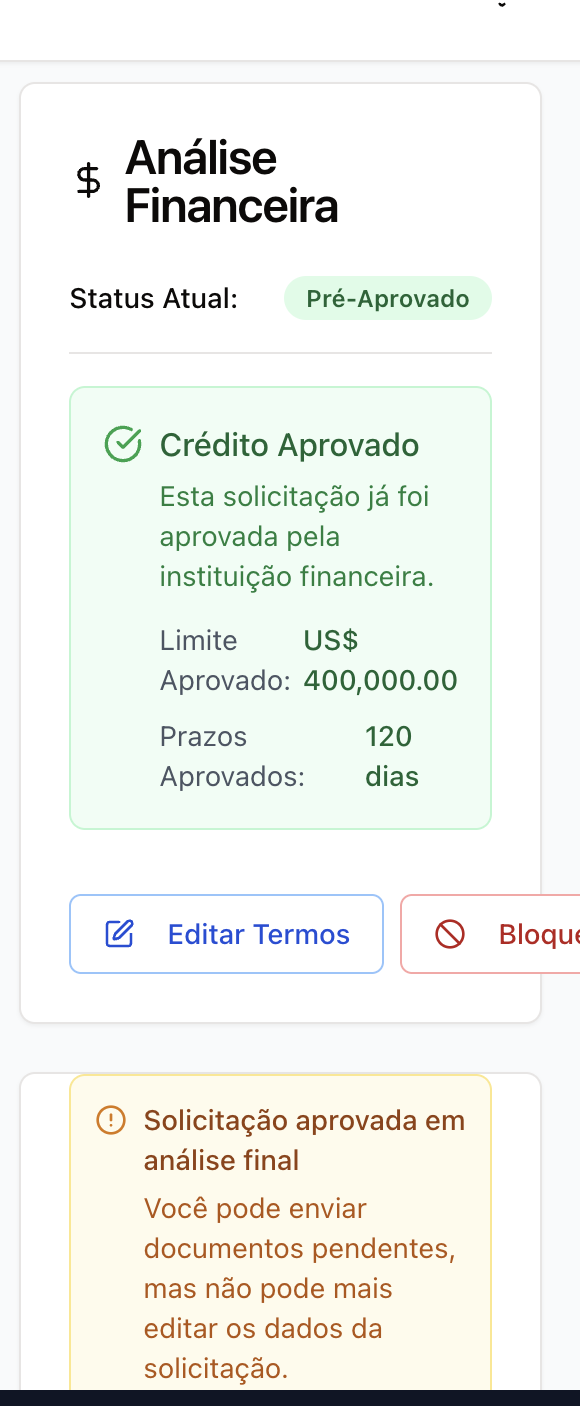 Análise
Financeira
Status Atual:
Pré-Aprovado
Crédito Aprovado
Esta solicitação já foi
aprovada pela
instituição financeira.
Limite
Aprovado:
US$
400,000.00
Prazos
Aprovados:
120
dias
Editar Termos
Solicitação aprovada em
análise final
Você pode enviar
documentos pendentes,
mas não pode mais
editar os dados da
solicitação.